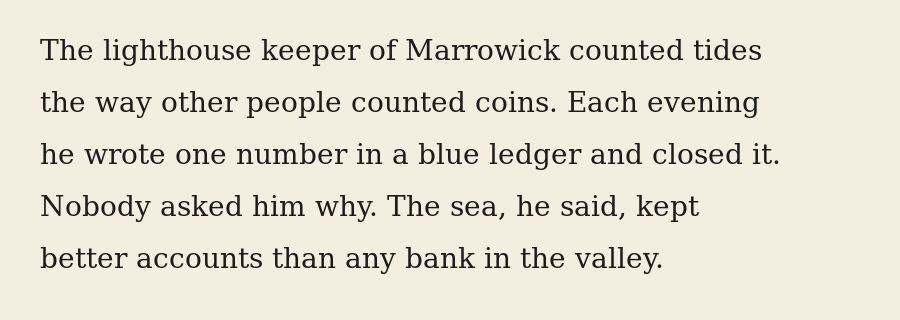 The lighthouse keeper of Marrowick counted tides
the way other people counted coins. Each evening
he wrote one number in a blue ledger and closed it.
Nobody asked him why. The sea, he said, kept
better accounts than any bank in the valley.